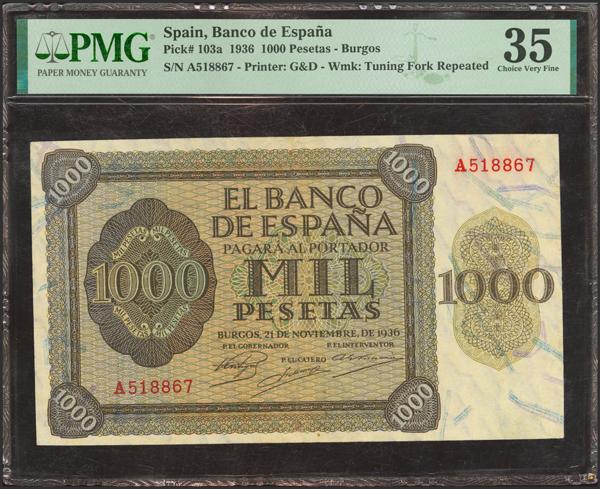 PMG
PAPER MONEY GUARANTY
Spain, Banco de España
Pick# 103a 1936 1000 Pesetas - Burgos
S/N A518867 - Printer: G&D - Wmk: Tuning Fork Repeated
35
Choice Very Fine
1000
1000
A518867
EL BANCO
DE ESPAÑA
PAGARÁ AL PORTADOR
1000
MIL
1000
PESETAS
BURGOS, 21 DE NOVIEMBRE, DE 1936
P. EL GOBERNADOR
P. EL INTERVENTOR
P. EL CAJERO
A518867
1000
1000